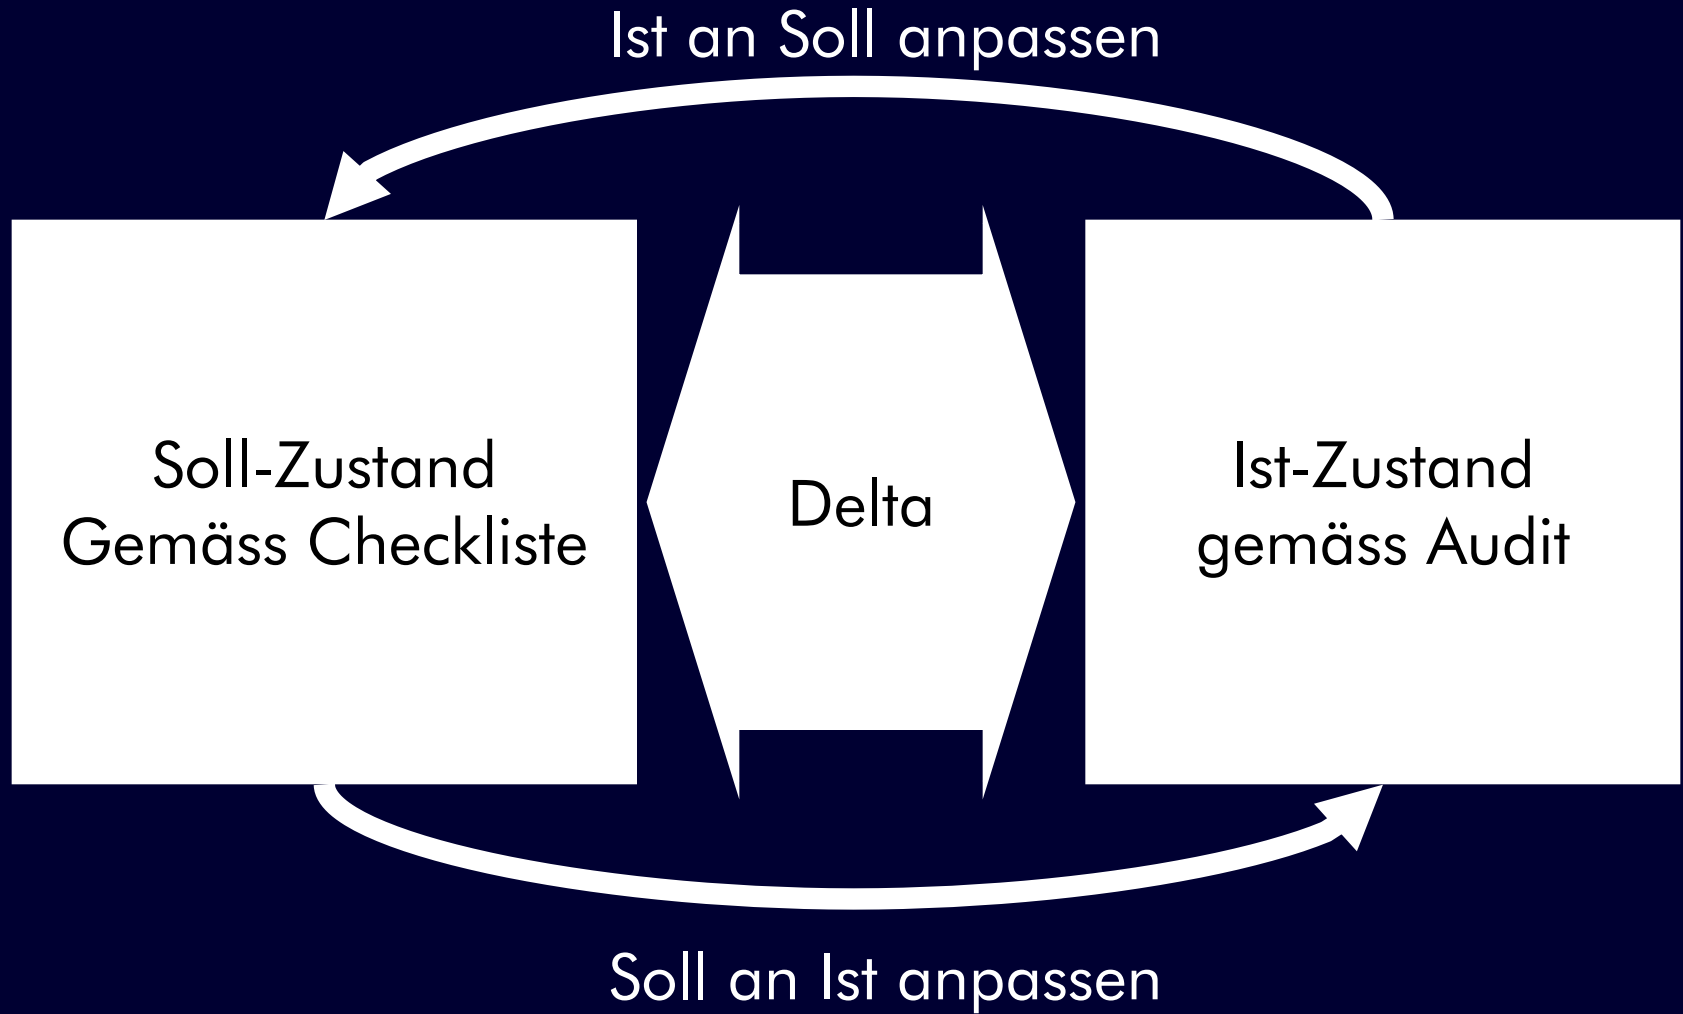 Ist an Soll anpassen
Soll-Zustand
Gemäss Checkliste
Delta
Ist-Zustand
gemäss Audit
Soll an Ist anpassen